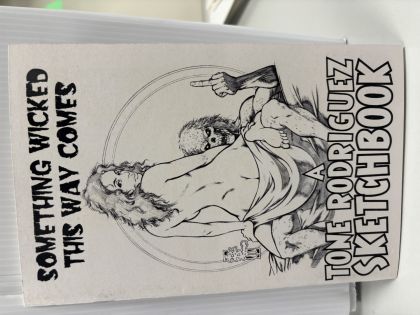 SOMETHING WICKED
THIS WAY COMES
A
TONE RODRIGUEZ
SKETCHBOOK